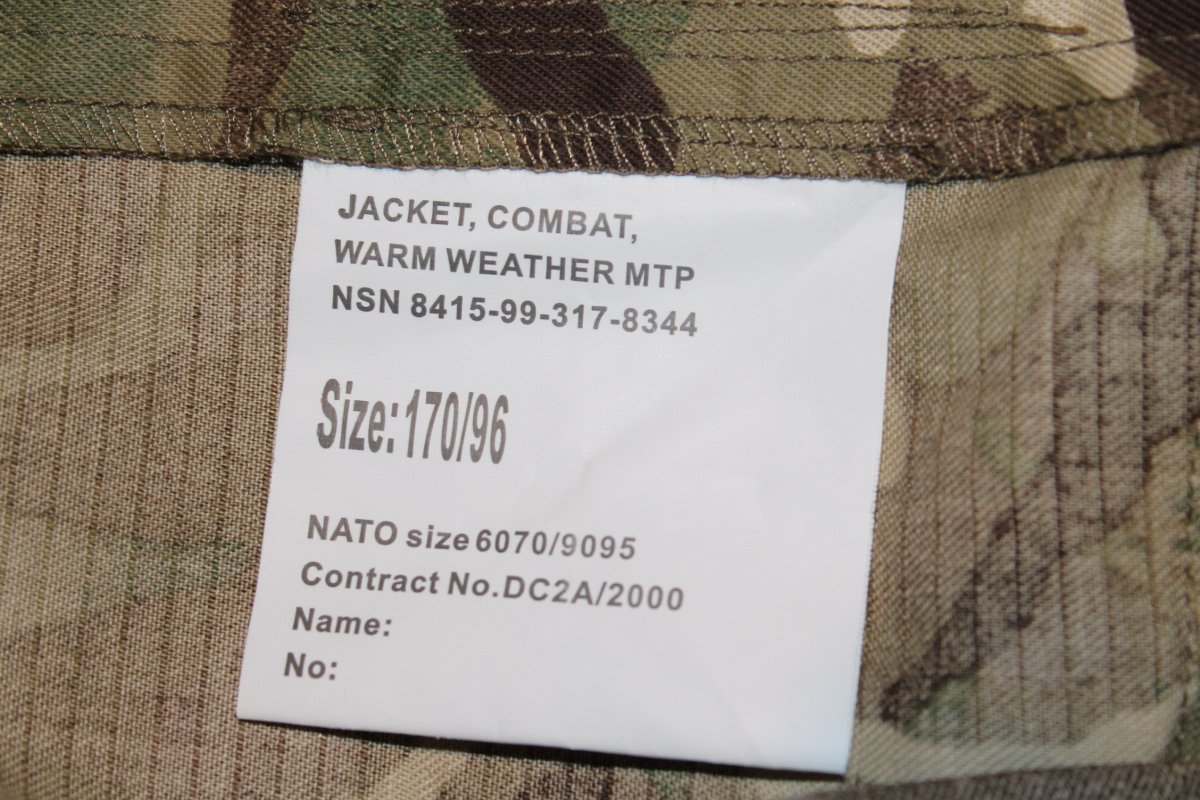 JACKET, COMBAT,
WARM WEATHER MTP
NSN 8415-99-317-8344
Size:170/96
NATO size 6070/9095
Contract No.DC2A/2000
Name:
No: